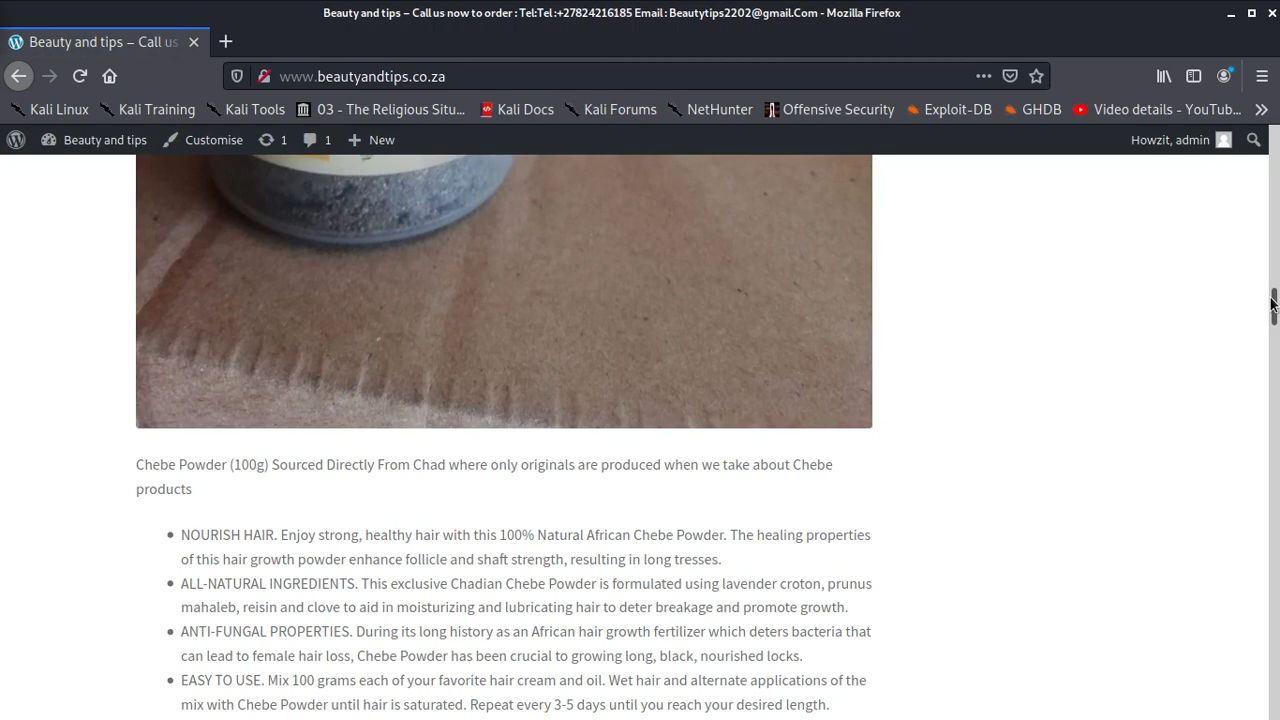 Beauty and tips – Call us now to order : Tel:Tel:+27824216185 Email : Beautytips2202@gmail.Com - Mozilla Firefox
Beauty and tips – Call us
www.beautyandtips.co.za
Kali Linux Kali Training Kali Tools 03 - The Religious Situ… Kali Docs Kali Forums NetHunter Offensive Security Exploit-DB GHDB Video details - YouTub…
Beauty and tips Customise 1 1 New Howzit, admin
Chebe Powder (100g) Sourced Directly From Chad where only originals are produced when we take about Chebe
products
• NOURISH HAIR. Enjoy strong, healthy hair with this 100% Natural African Chebe Powder. The healing properties
of this hair growth powder enhance follicle and shaft strength, resulting in long tresses.
• ALL-NATURAL INGREDIENTS. This exclusive Chadian Chebe Powder is formulated using lavender croton, prunus
mahaleb, reisin and clove to aid in moisturizing and lubricating hair to deter breakage and promote growth.
• ANTI-FUNGAL PROPERTIES. During its long history as an African hair growth fertilizer which deters bacteria that
can lead to female hair loss, Chebe Powder has been crucial to growing long, black, nourished locks.
• EASY TO USE. Mix 100 grams each of your favorite hair cream and oil. Wet hair and alternate applications of the
mix with Chebe Powder until hair is saturated. Repeat every 3-5 days until you reach your desired length.